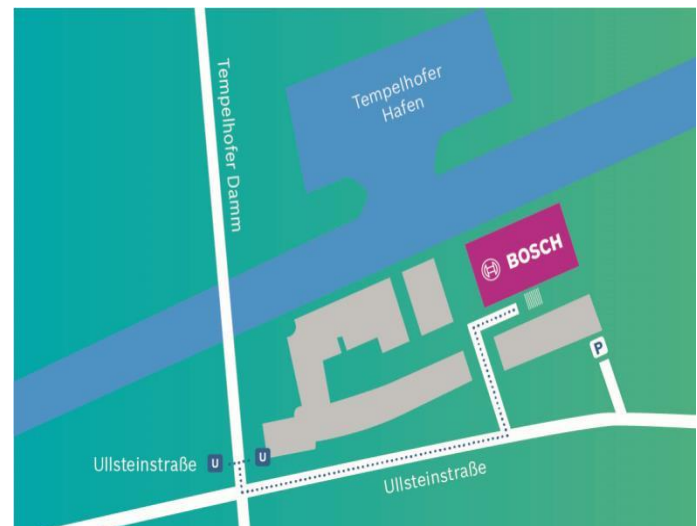 Tempelhofer
Hafen
Tempelhofer Damm
BOSCH
P
Ullsteinstraße U U
Ullsteinstraße